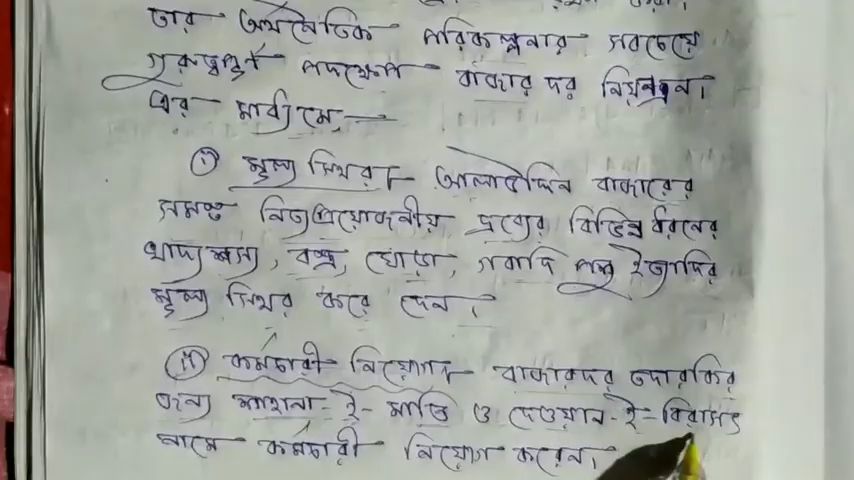 তার অর্থনৈতিক পরিকল্পনার সবচেয়ে
গুরুত্বপূর্ণ পদক্ষেপ বাজার দর নিয়ন্ত্রন।
এর মাধ্যমে—
(i) মূল্য স্থিরা— আলাউদ্দিন বাজারের
সমস্ত নিত্যপ্রয়োজনীয় দ্রব্যের বিভিন্ন ধরনের
খাদ্যশস্য, বস্ত্র, ঘোড়া, গবাদি পশু ইত্যাদির
মূল্য স্থির করে দেন।
(ii) কর্মচারী নিয়োগ— বাজারদর তদারকির
জন্য শাহানা-ই-মান্ডি ও দেওয়ান-ই-রিয়াসৎ
নামে কর্মচারী নিয়োগ করেন।